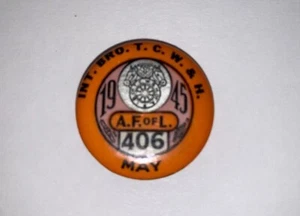 INT. BRO. T. C. W. & H.
19 45
A. F. OF L.
406
MAY